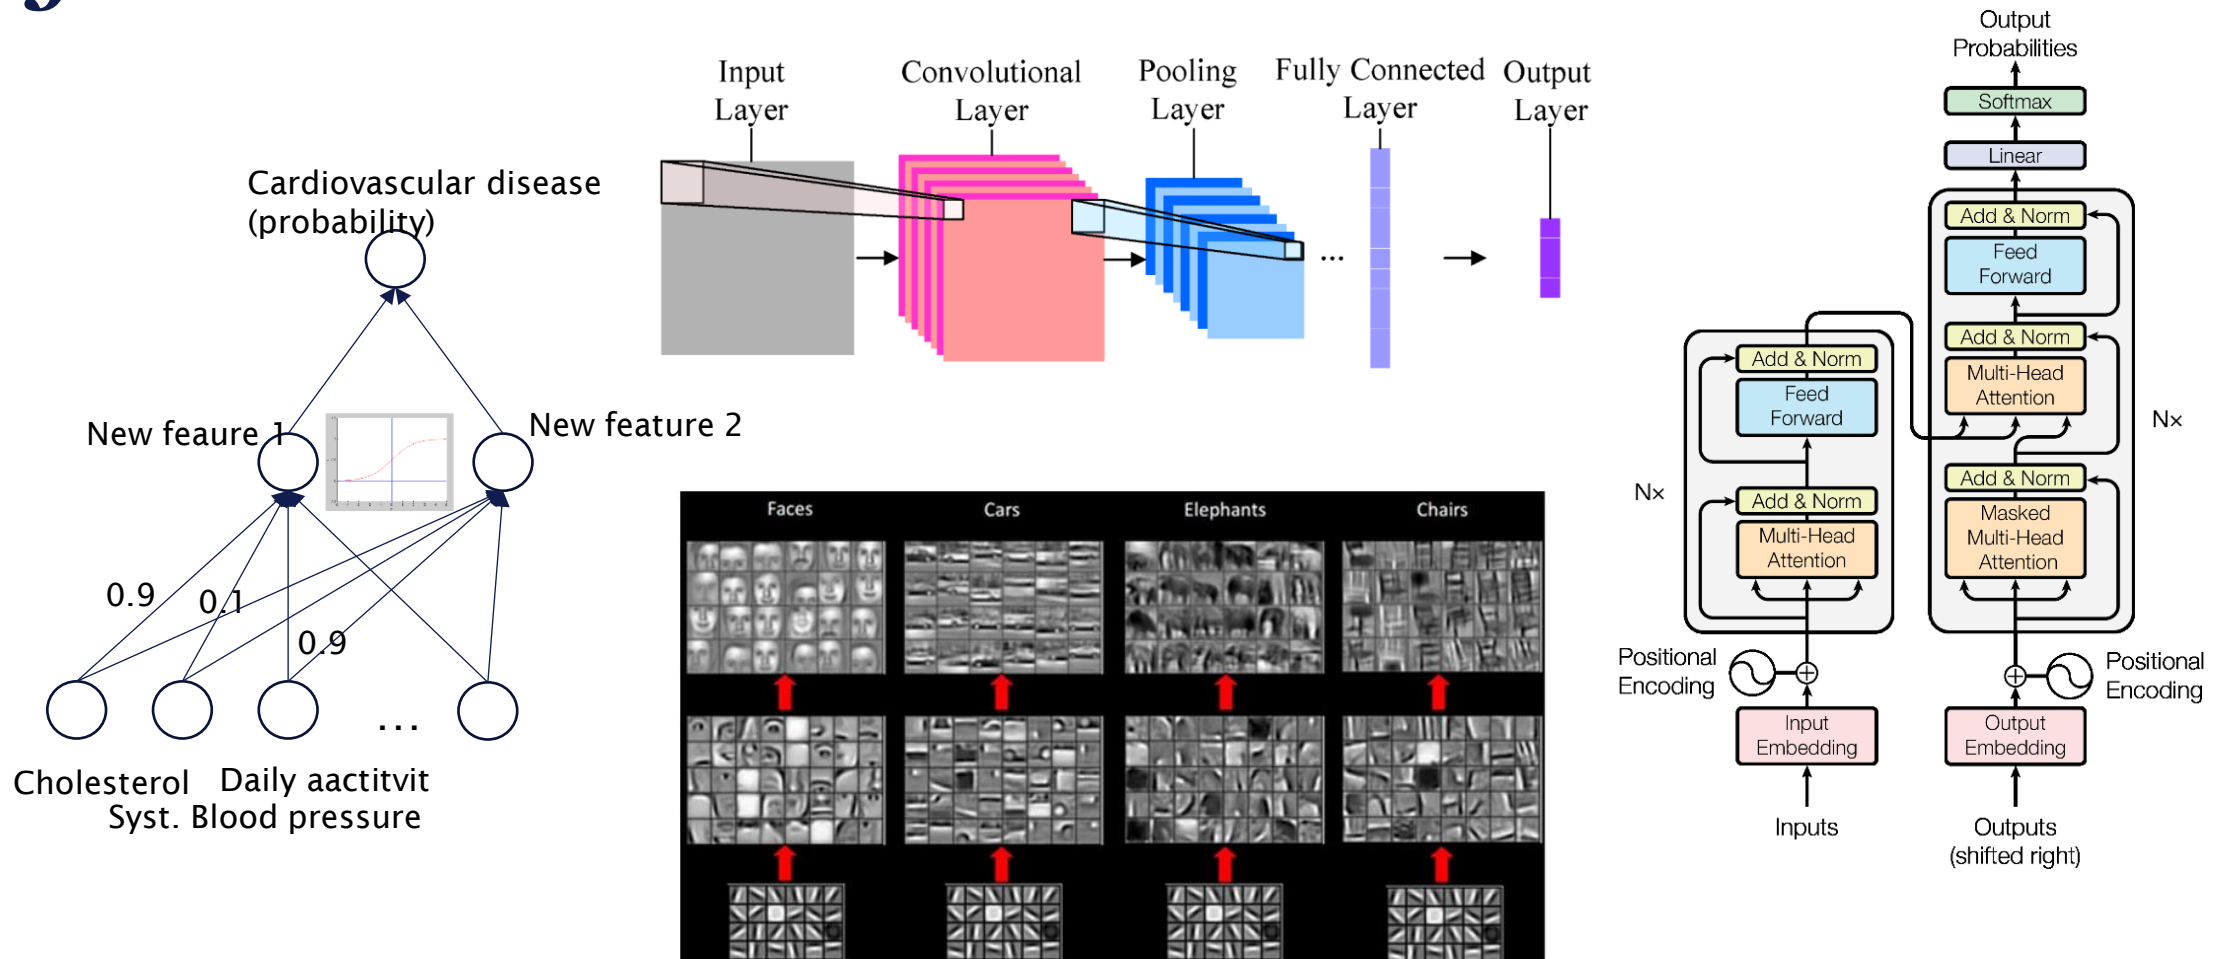 Cardiovascular disease
(probability)
New feaure 1
New feature 2
0.9
0.1
0.9
...
Cholesterol
Daily aactitvit
Syst. Blood pressure
Input
Layer
Convolutional
Layer
Pooling
Layer
Fully Connected
Layer
Output
Layer
...
Faces
Cars
Elephants
Chairs
Output
Probabilities
Softmax
Linear
Add & Norm
Feed
Forward
Add & Norm
Multi-Head
Attention
Add & Norm
Masked
Multi-Head
Attention
N×
Add & Norm
Feed
Forward
Add & Norm
Multi-Head
Attention
N×
Positional
Encoding
Positional
Encoding
Input
Embedding
Output
Embedding
Inputs
Outputs
(shifted right)